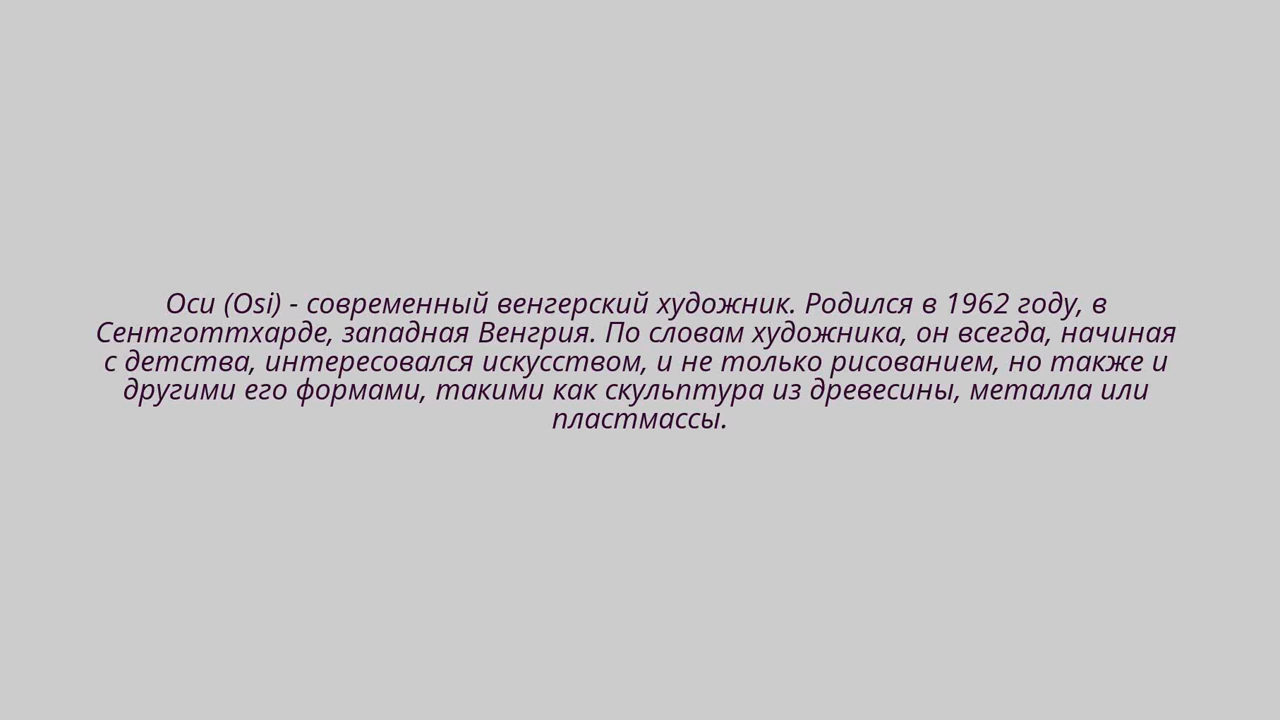 Оси (Osi) - современный венгерский художник. Родился в 1962 году, в
Сентготтхарде, западная Венгрия. По словам художника, он всегда, начиная
с детства, интересовался искусством, и не только рисованием, но также и
другими его формами, такими как скульптура из древесины, металла или
пластмассы.